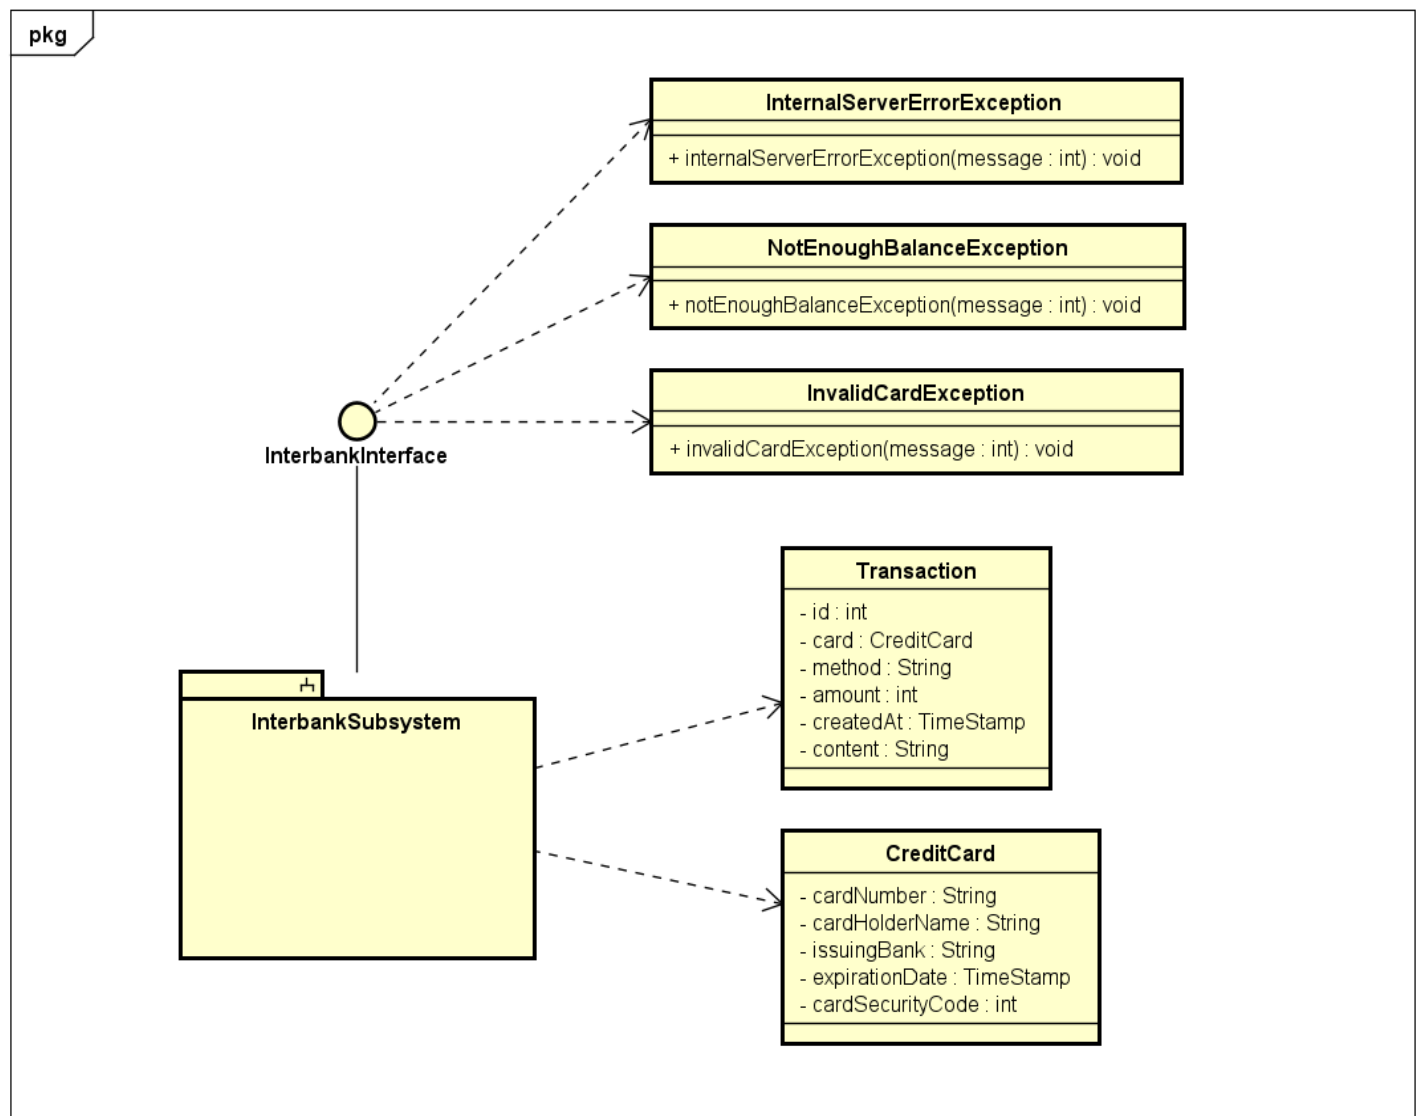 pkg
InternalServerErrorException
+ internalServerErrorException(message : int) : void
NotEnoughBalanceException
+ notEnoughBalanceException(message : int) : void
InvalidCardException
+ invalidCardException(message : int) : void
InterbankInterface
Transaction
- id : int
- card : CreditCard
- method : String
- amount : int
- createdAt : TimeStamp
- content : String
InterbankSubsystem
CreditCard
- cardNumber : String
- cardHolderName : String
- issuingBank : String
- expirationDate : TimeStamp
- cardSecurityCode : int